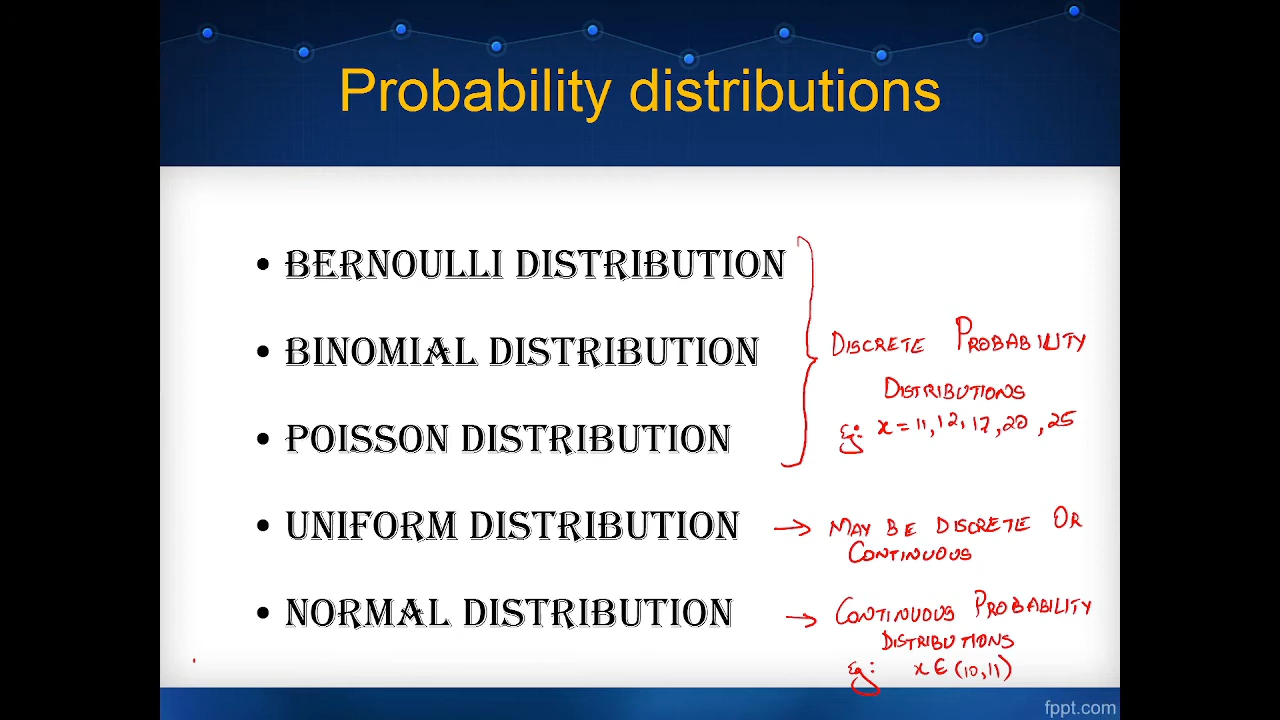 Probability distributions
• BERNOULLI DISTRIBUTION
• BINOMIAL DISTRIBUTION
• POISSON DISTRIBUTION
• UNIFORM DISTRIBUTION
• NORMAL DISTRIBUTION
DISCRETE PROBABILITY
DISTRIBUTIONS
Eg: x = 11, 12, 17, 20, 25
→ MAY BE DISCRETE OR
CONTINUOUS
→ CONTINUOUS PROBABILITY
DISTRIBUTIONS
Eg: x ∈ (10,11)
fppt.com